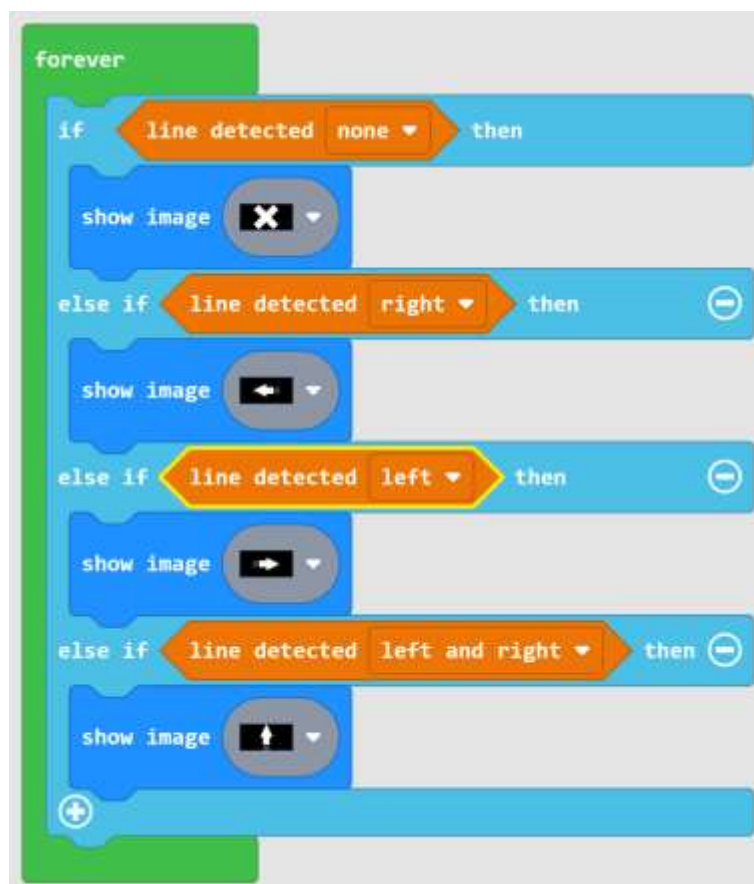 forever
if line detected none then
show image
else if line detected right then
show image
else if line detected left then
show image
else if line detected left and right then
show image